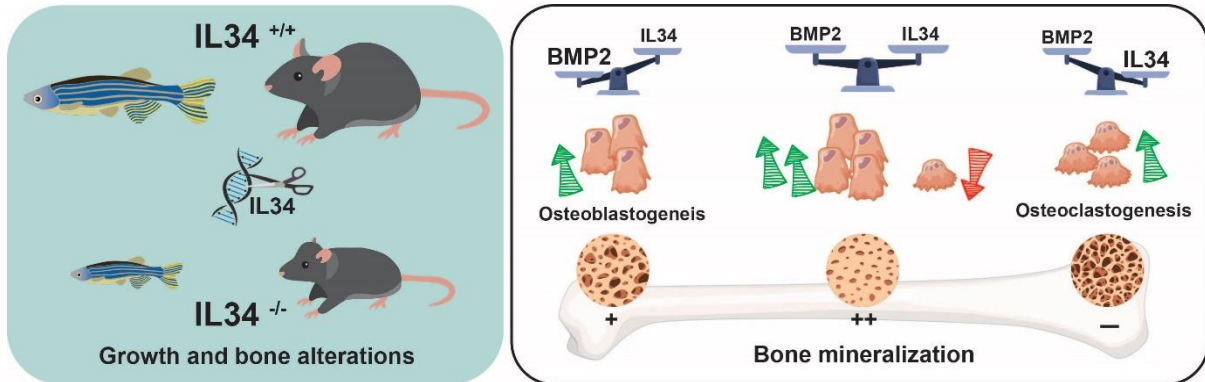 IL34 +/+
IL34
IL34 -/-
Growth and bone alterations
BMP2
IL34
BMP2
IL34
BMP2
IL34
Osteoblastogeneis
Osteoclastogenesis
+
++
–
Bone mineralization